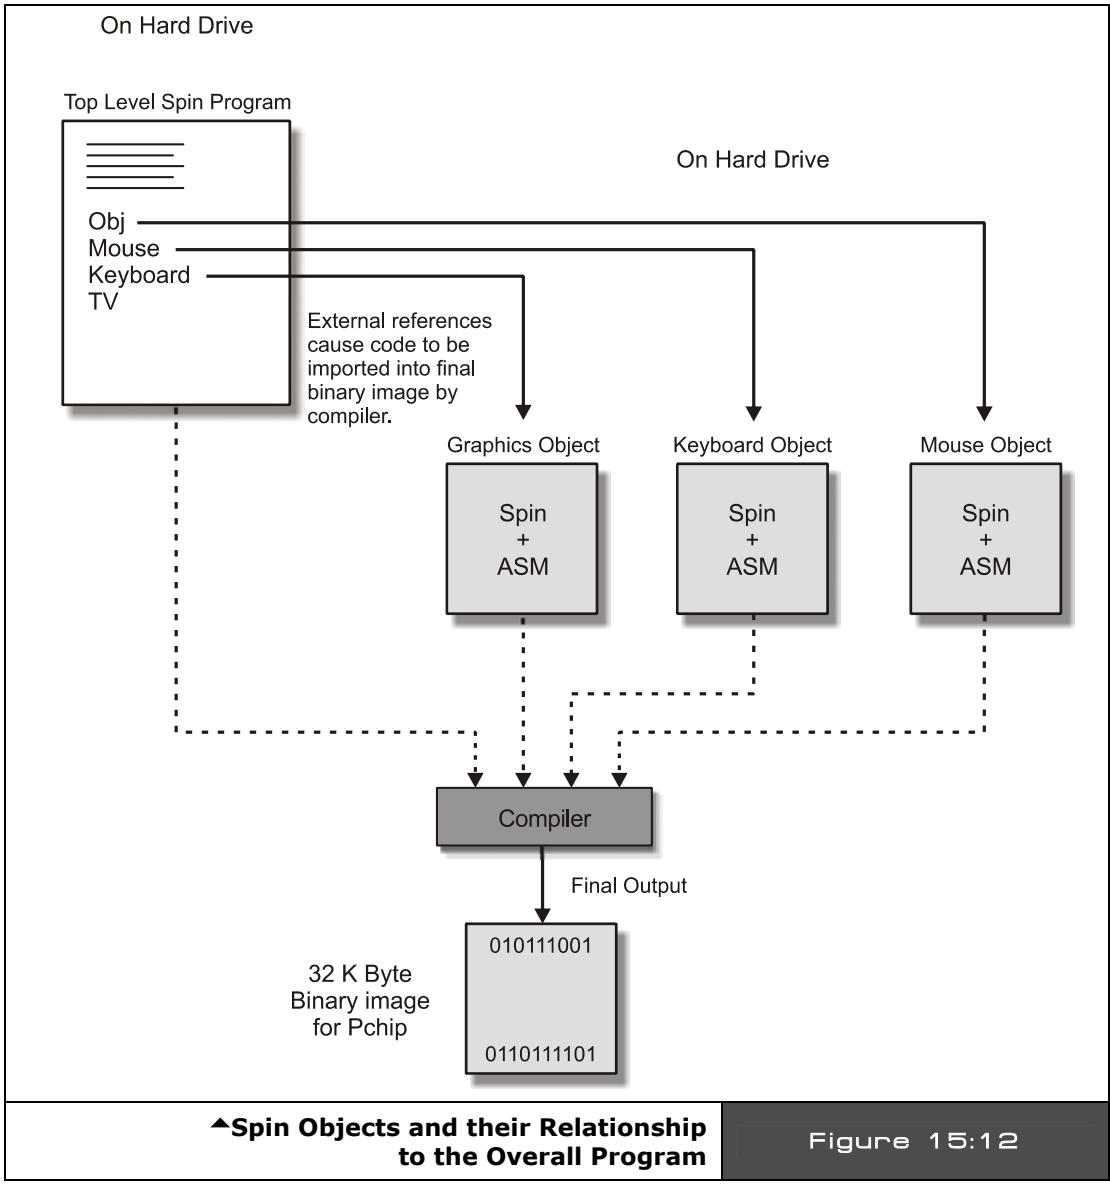 On Hard Drive
Top Level Spin Program
On Hard Drive
Obj
Mouse
Keyboard
TV
External references
cause code to be
imported into final
binary image by
compiler.
Graphics Object
Keyboard Object
Mouse Object
Spin
+
ASM
Spin
+
ASM
Spin
+
ASM
Compiler
Final Output
010111001
0110111101
32 K Byte
Binary image
for Pchip
Spin Objects and their Relationship
to the Overall Program
Figure 15:12